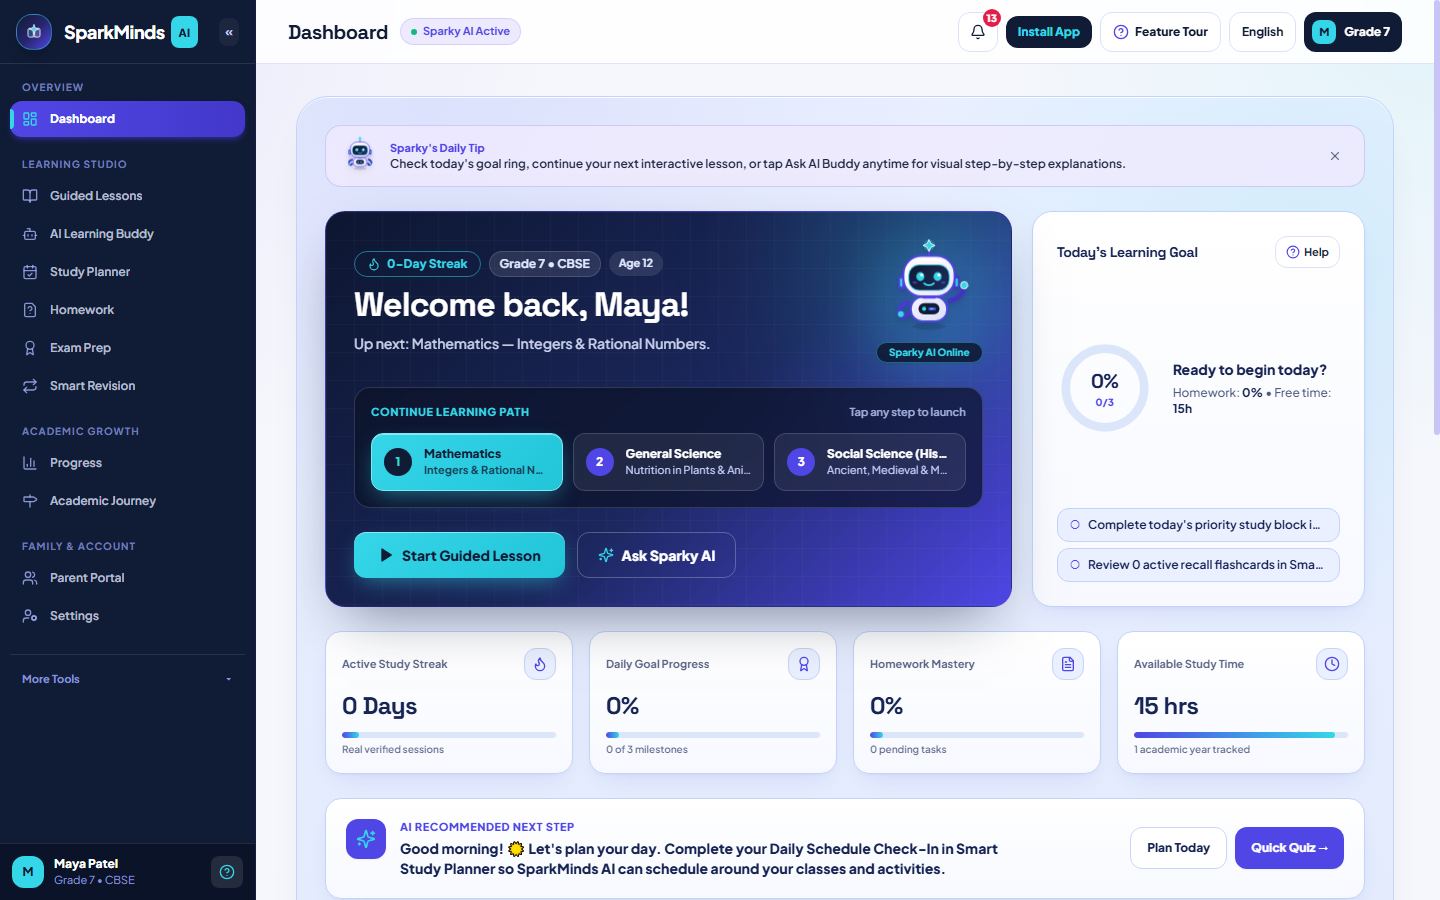 SparkMinds AI «
OVERVIEW
Dashboard
LEARNING STUDIO
Guided Lessons
AI Learning Buddy
Study Planner
Homework
Exam Prep
Smart Revision
ACADEMIC GROWTH
Progress
Academic Journey
FAMILY & ACCOUNT
Parent Portal
Settings
More Tools
M Maya Patel
Grade 7 • CBSE
Dashboard
Sparky AI Active
13
Install App
Feature Tour
English
M Grade 7
Sparky's Daily Tip
Check today's goal ring, continue your next interactive lesson, or tap Ask AI Buddy anytime for visual step-by-step explanations.
0-Day Streak
Grade 7 • CBSE
Age 12
Welcome back, Maya!
Up next: Mathematics — Integers & Rational Numbers.
Sparky AI Online
CONTINUE LEARNING PATH
Tap any step to launch
1 Mathematics
Integers & Rational N...
2 General Science
Nutrition in Plants & Ani...
3 Social Science (His...
Ancient, Medieval & M...
Start Guided Lesson
Ask Sparky AI
Today's Learning Goal
Help
0%
0/3
Ready to begin today?
Homework: 0% • Free time:
15h
Complete today's priority study block i...
Review 0 active recall flashcards in Sma...
Active Study Streak
0 Days
Real verified sessions
Daily Goal Progress
0%
0 of 3 milestones
Homework Mastery
0%
0 pending tasks
Available Study Time
15 hrs
1 academic year tracked
AI RECOMMENDED NEXT STEP
Good morning! 🌞 Let's plan your day. Complete your Daily Schedule Check-In in Smart
Study Planner so SparkMinds AI can schedule around your classes and activities.
Plan Today
Quick Quiz →